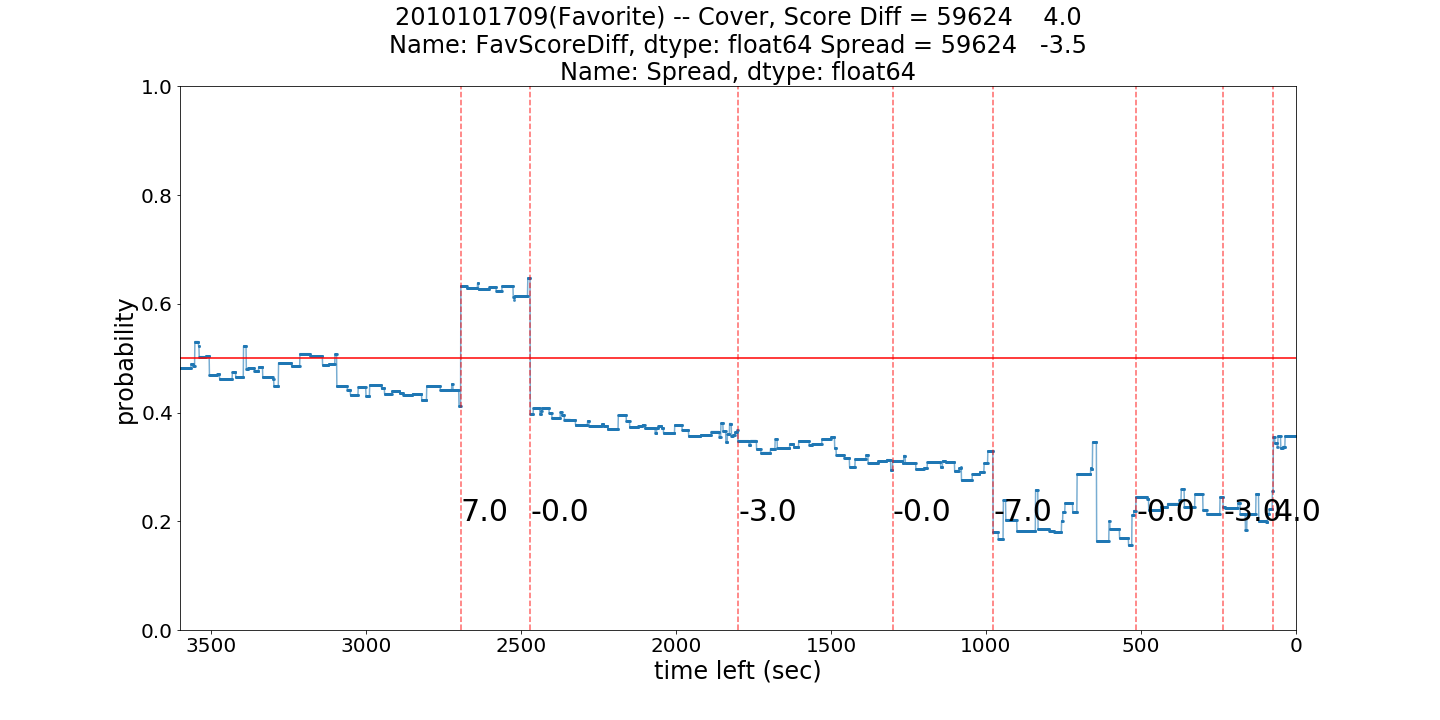 2010101709(Favorite) -- Cover, Score Diff = 59624    4.0
Name: FavScoreDiff, dtype: float64 Spread = 59624   -3.5
Name: Spread, dtype: float64
1.0
0.8
0.6
0.4
0.2
0.0
probability
7.0
-0.0
-3.0
-0.0
-7.0
-0.0
-3.0
4.0
3500 3000 2500 2000 1500 1000 500 0
time left (sec)